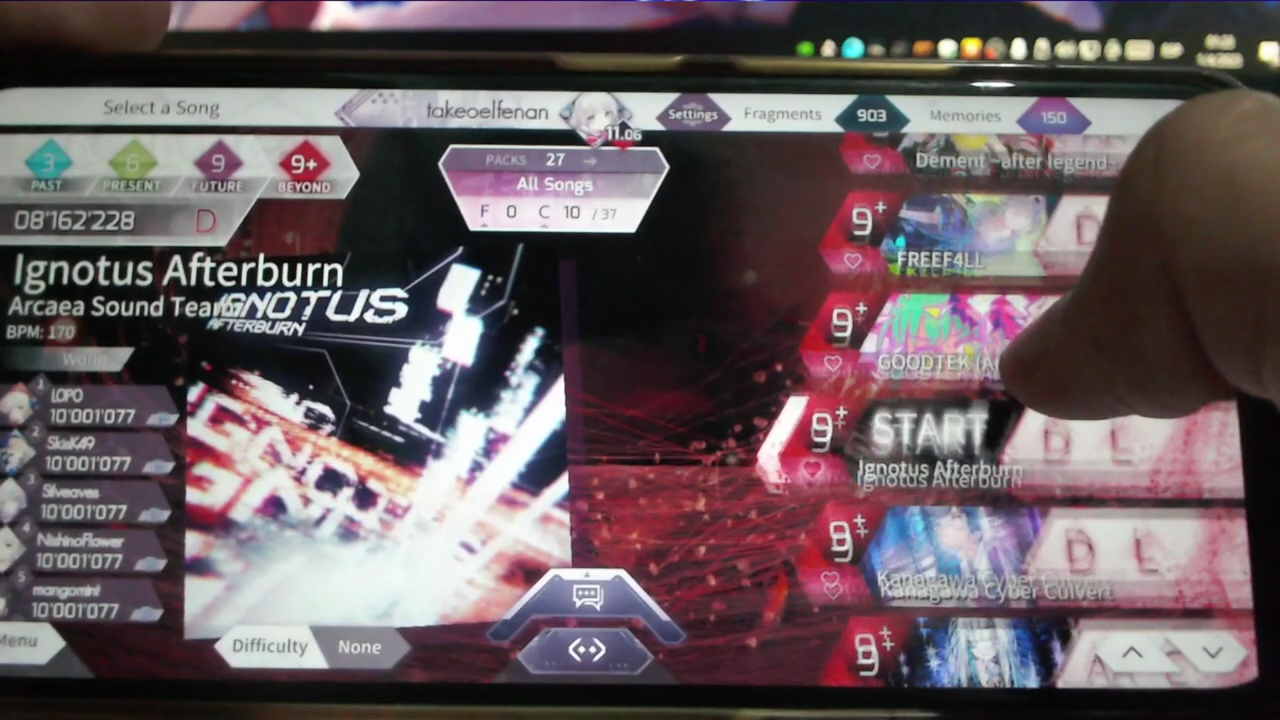 Select a Song
takeoelfenan
11.06
Settings
Fragments
903
Memories
150
3
PAST
6
PRESENT
9
FUTURE
9+
BEYOND
PACKS 27
All Songs
F 0 C 10 / 37
08'162'228 D
Ignotus Afterburn
Arcaea Sound Team
BPM: 170
World
IGNOTUS
AFTERBURN
1 LOPO
10'001'077
2
10'001'077
3 Silveaves
10'001'077
4 NishinoFlower
10'001'077
5 mangomint
10'001'077
Menu
Difficulty
None
Dement ~after legend~
9+
FREEF4LL
D
9+
GOODTEK (A
9+
START
Ignotus Afterburn
D L
9+
Kanagawa Cyber Culvert
D L
9+